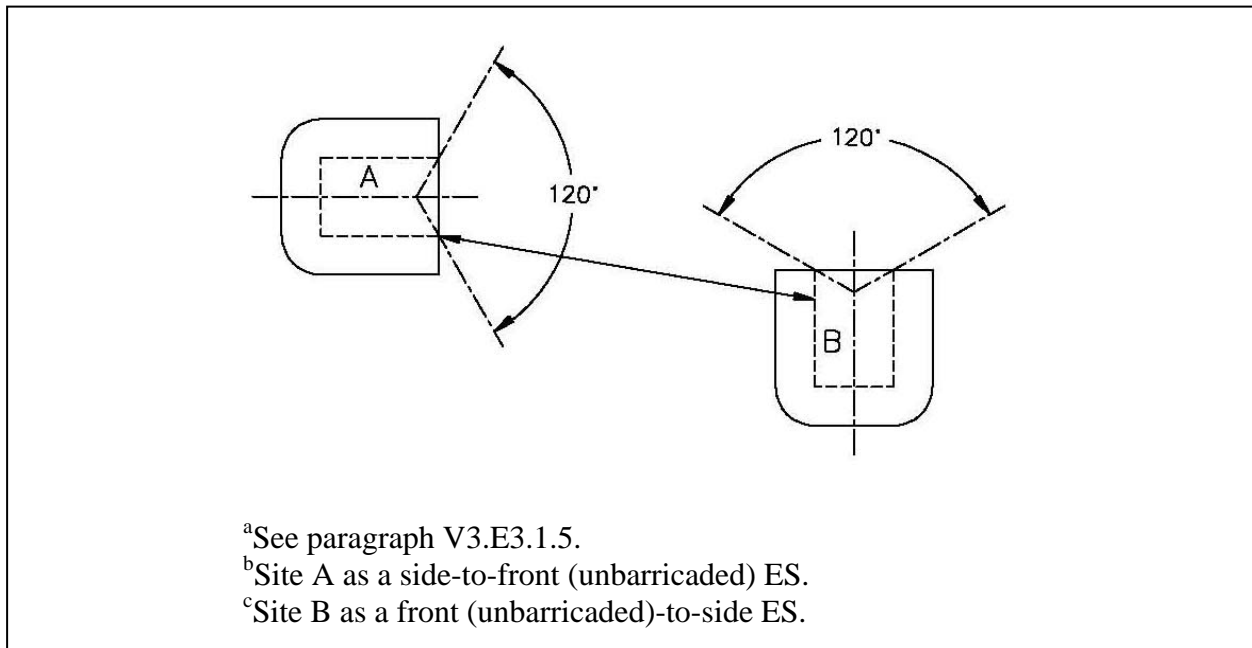 A
120°
120°
B
ᵃSee paragraph V3.E3.1.5.
ᵇSite A as a side-to-front (unbarricaded) ES.
ᶜSite B as a front (unbarricaded)-to-side ES.